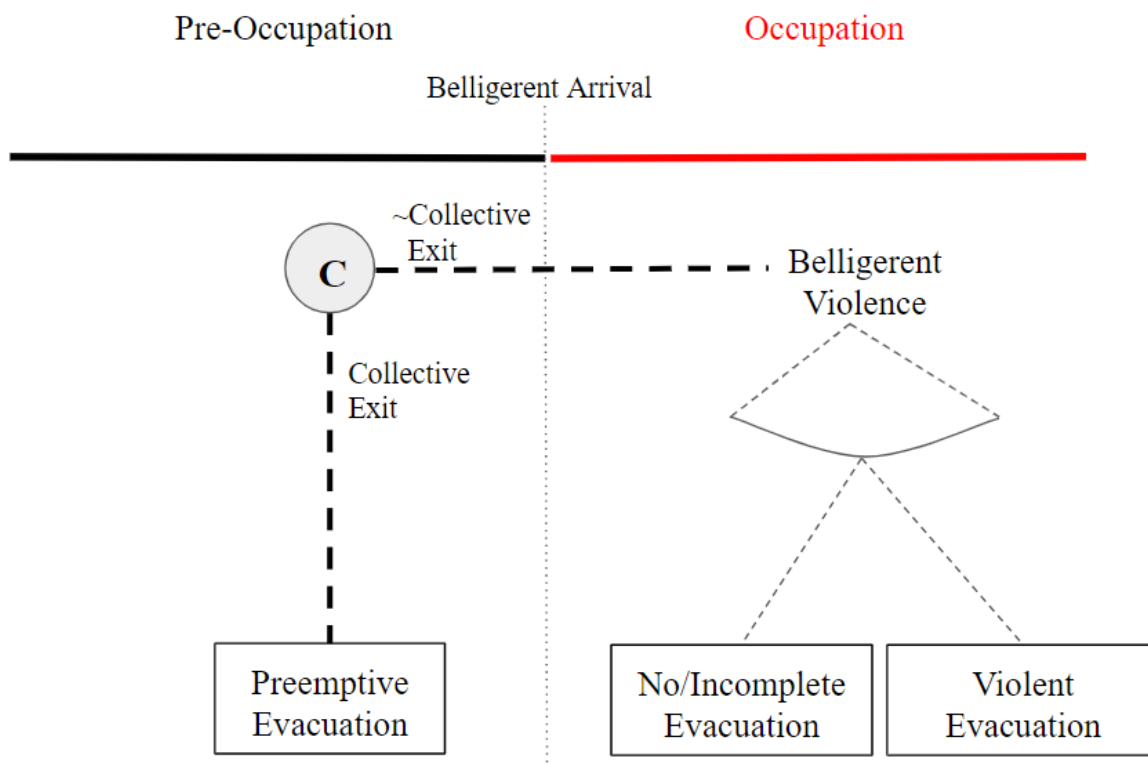 Pre-Occupation
Occupation
Belligerent Arrival
~Collective
Exit
C
Belligerent
Violence
Collective
Exit
Preemptive
Evacuation
No/Incomplete
Evacuation
Violent
Evacuation